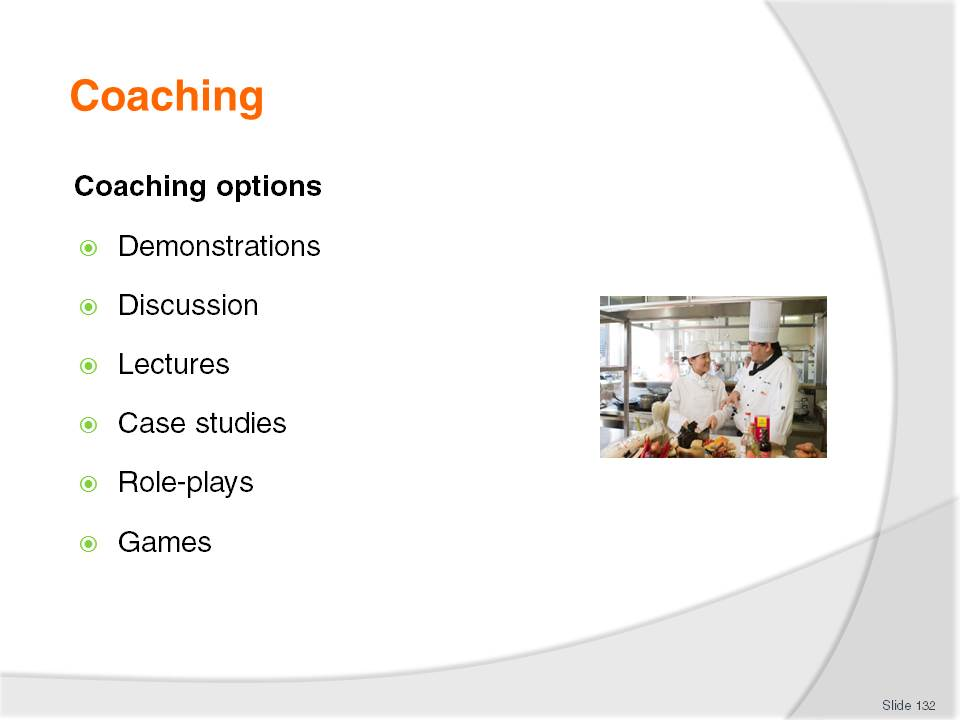 Coaching
Coaching options
Demonstrations
Discussion
Lectures
Case studies
Role-plays
Games
Slide 132